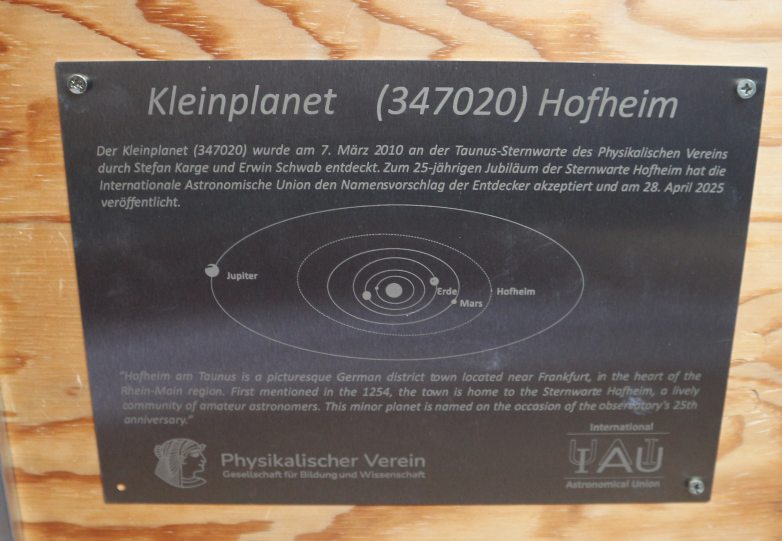 Kleinplanet (347020) Hofheim
Der Kleinplanet (347020) wurde am 7. März 2010 an der Taunus-Sternwarte des Physikalischen Vereins
durch Stefan Karge und Erwin Schwab entdeckt. Zum 25-jährigen Jubiläum der Sternwarte Hofheim hat die
Internationale Astronomische Union den Namensvorschlag der Entdecker akzeptiert und am 28. April 2025
veröffentlicht.
Jupiter
Erde
Hofheim
Mars
"Hofheim am Taunus is a picturesque German district town located near Frankfurt, in the heart of the
Rhein-Main region. First mentioned in the 1254, the town is home to the Sternwarte Hofheim, a lively
community of amateur astronomers. This minor planet is named on the occasion of the observatory's 25th
anniversary."
Physikalischer Verein
Gesellschaft für Bildung und Wissenschaft
International
IAU
Astronomical Union